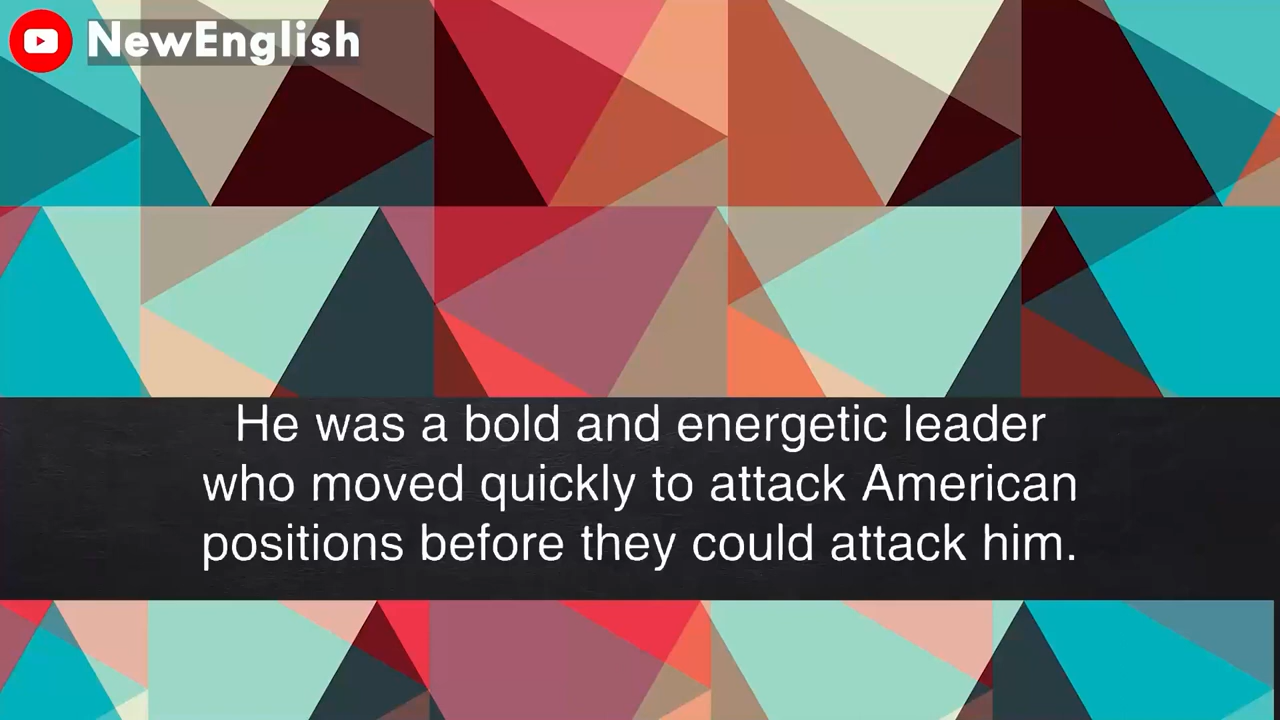 NewEnglish
He was a bold and energetic leader
who moved quickly to attack American
positions before they could attack him.